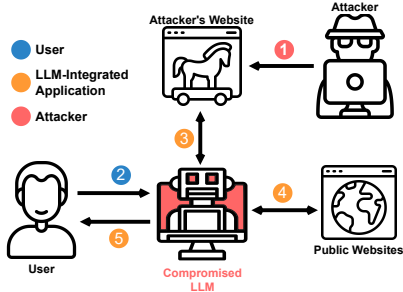 Attacker's Website
Attacker
User
LLM-Integrated
Application
Attacker
1
3
2
4
5
User
Compromised
LLM
Public Websites